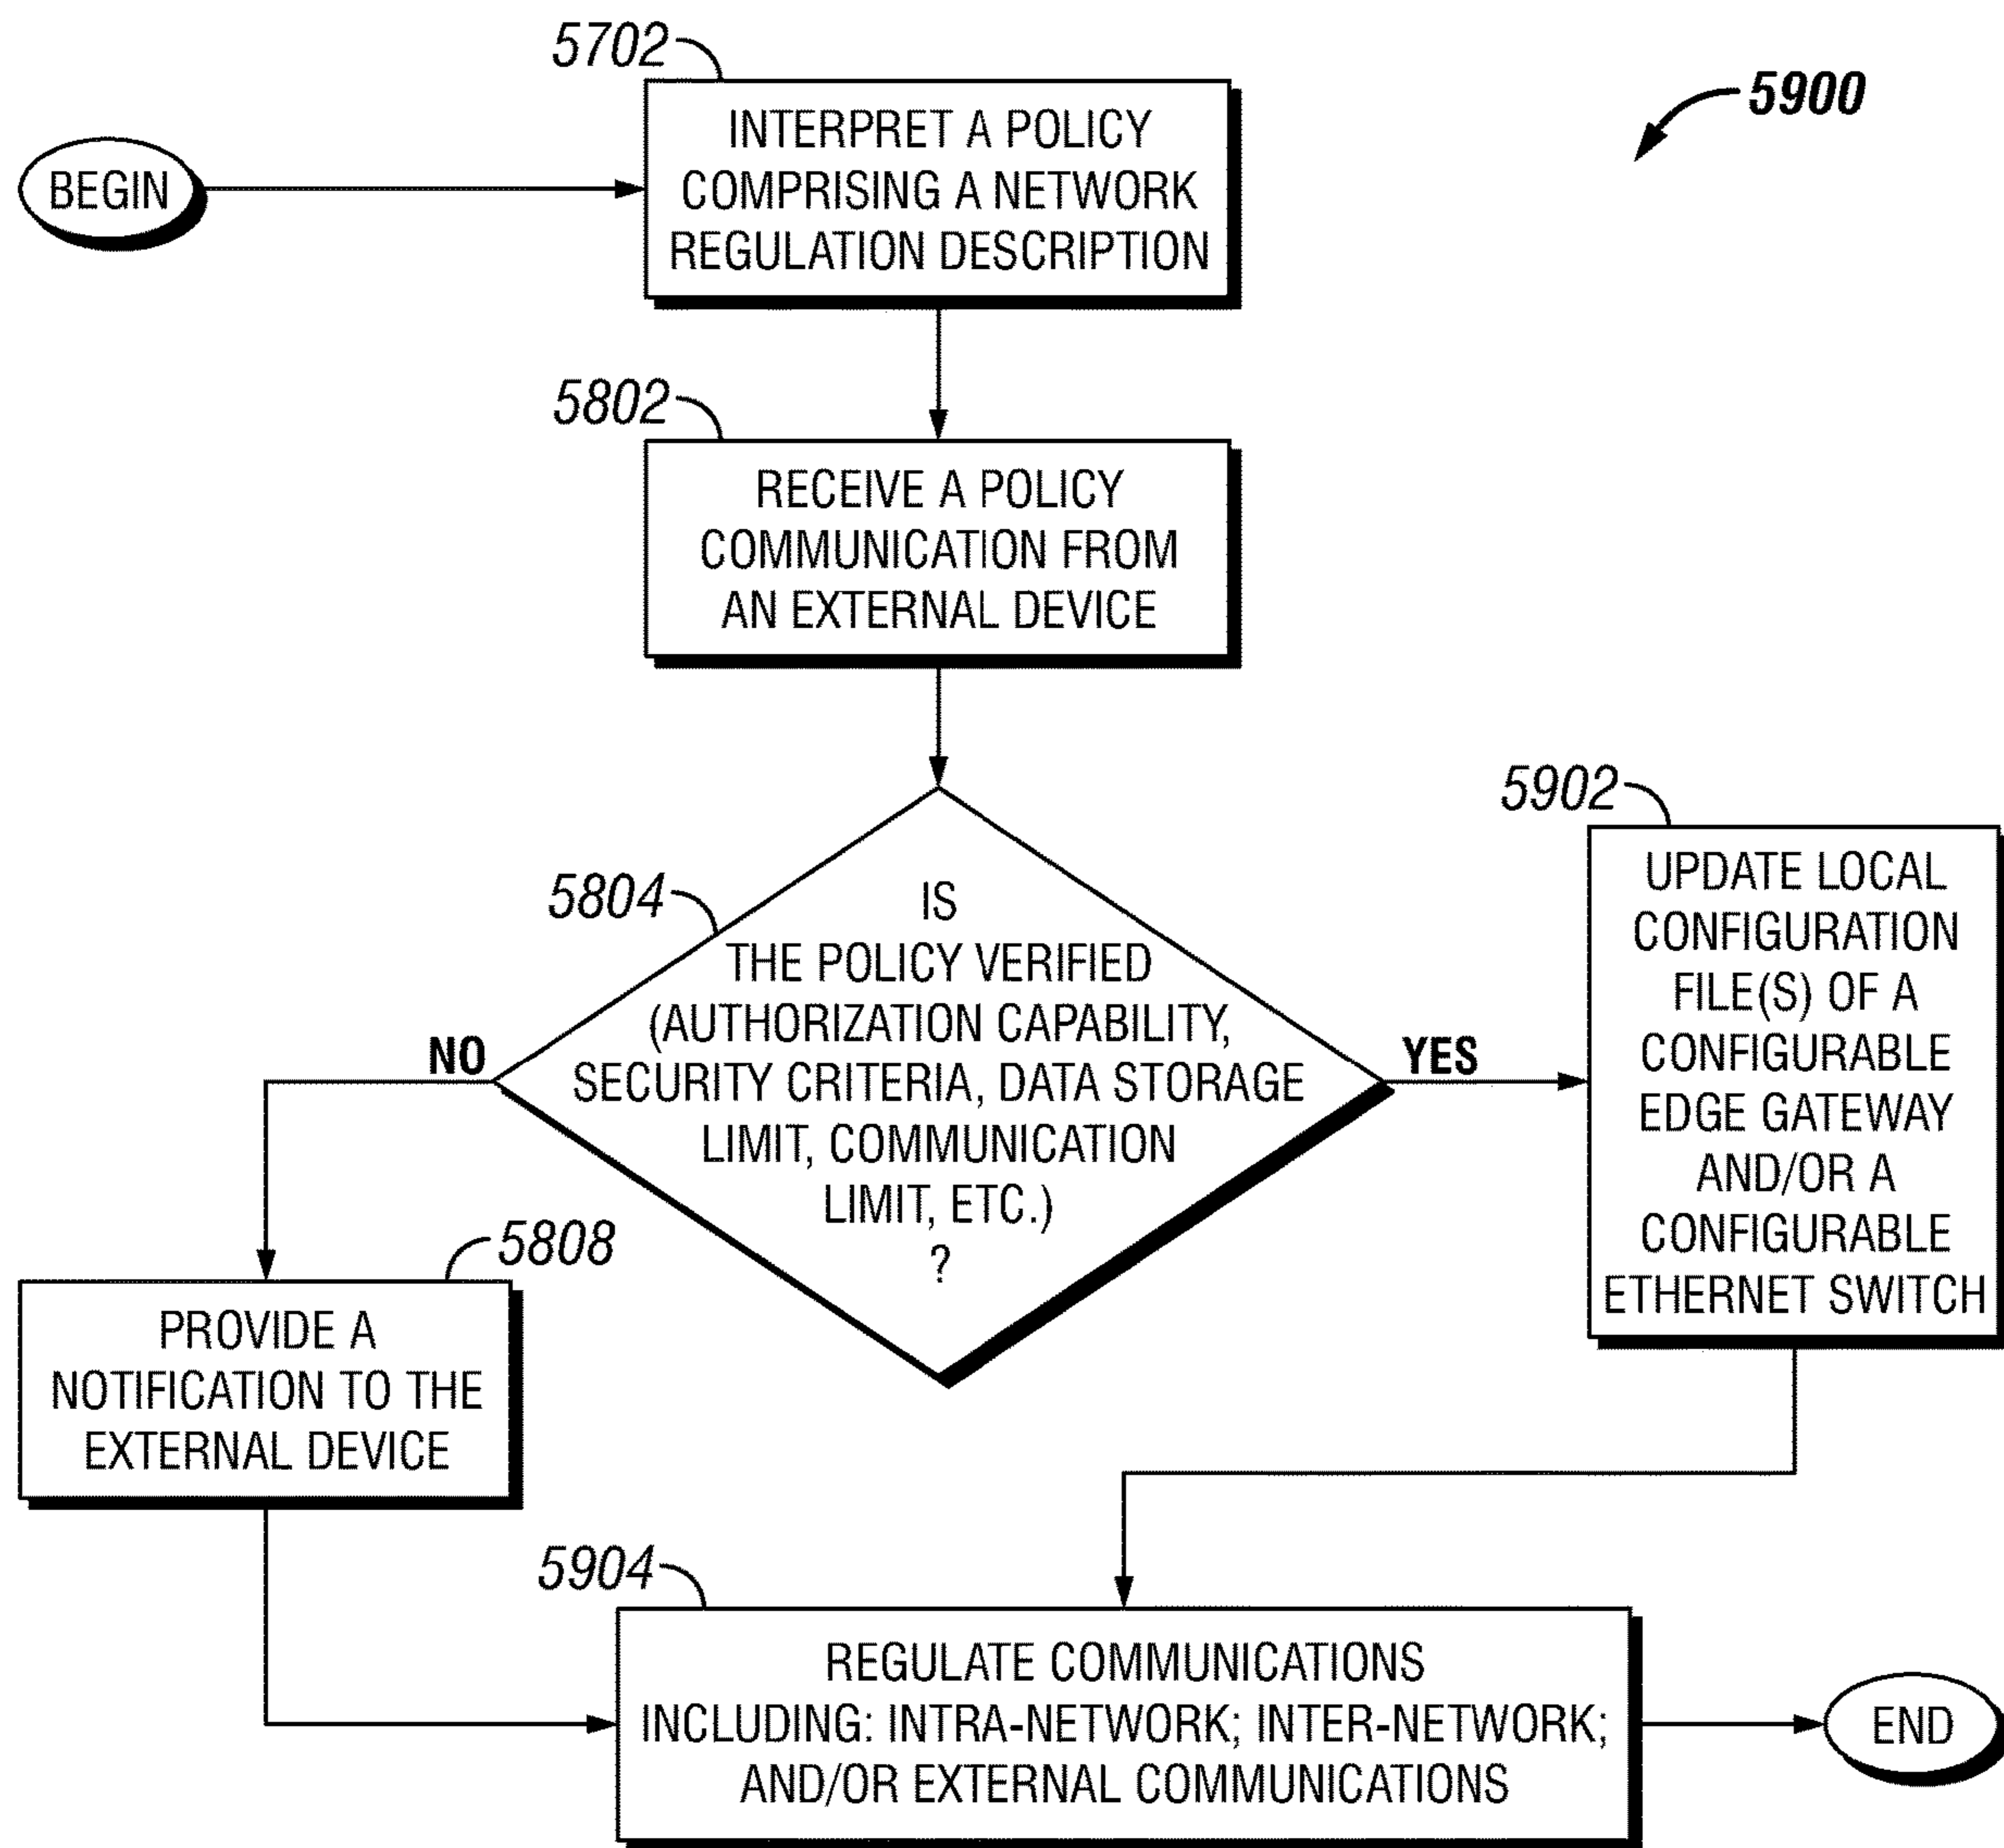 5702
5900
BEGIN
INTERPRET A POLICY
COMPRISING A NETWORK
REGULATION DESCRIPTION
5802
RECEIVE A POLICY
COMMUNICATION FROM
AN EXTERNAL DEVICE
5804
IS
THE POLICY VERIFIED
(AUTHORIZATION CAPABILITY,
SECURITY CRITERIA, DATA STORAGE
LIMIT, COMMUNICATION
LIMIT, ETC.)
?
NO
YES
5902
UPDATE LOCAL
CONFIGURATION
FILE(S) OF A
CONFIGURABLE
EDGE GATEWAY
AND/OR A
CONFIGURABLE
ETHERNET SWITCH
5808
PROVIDE A
NOTIFICATION TO THE
EXTERNAL DEVICE
5904
REGULATE COMMUNICATIONS
INCLUDING: INTRA-NETWORK; INTER-NETWORK;
AND/OR EXTERNAL COMMUNICATIONS
END